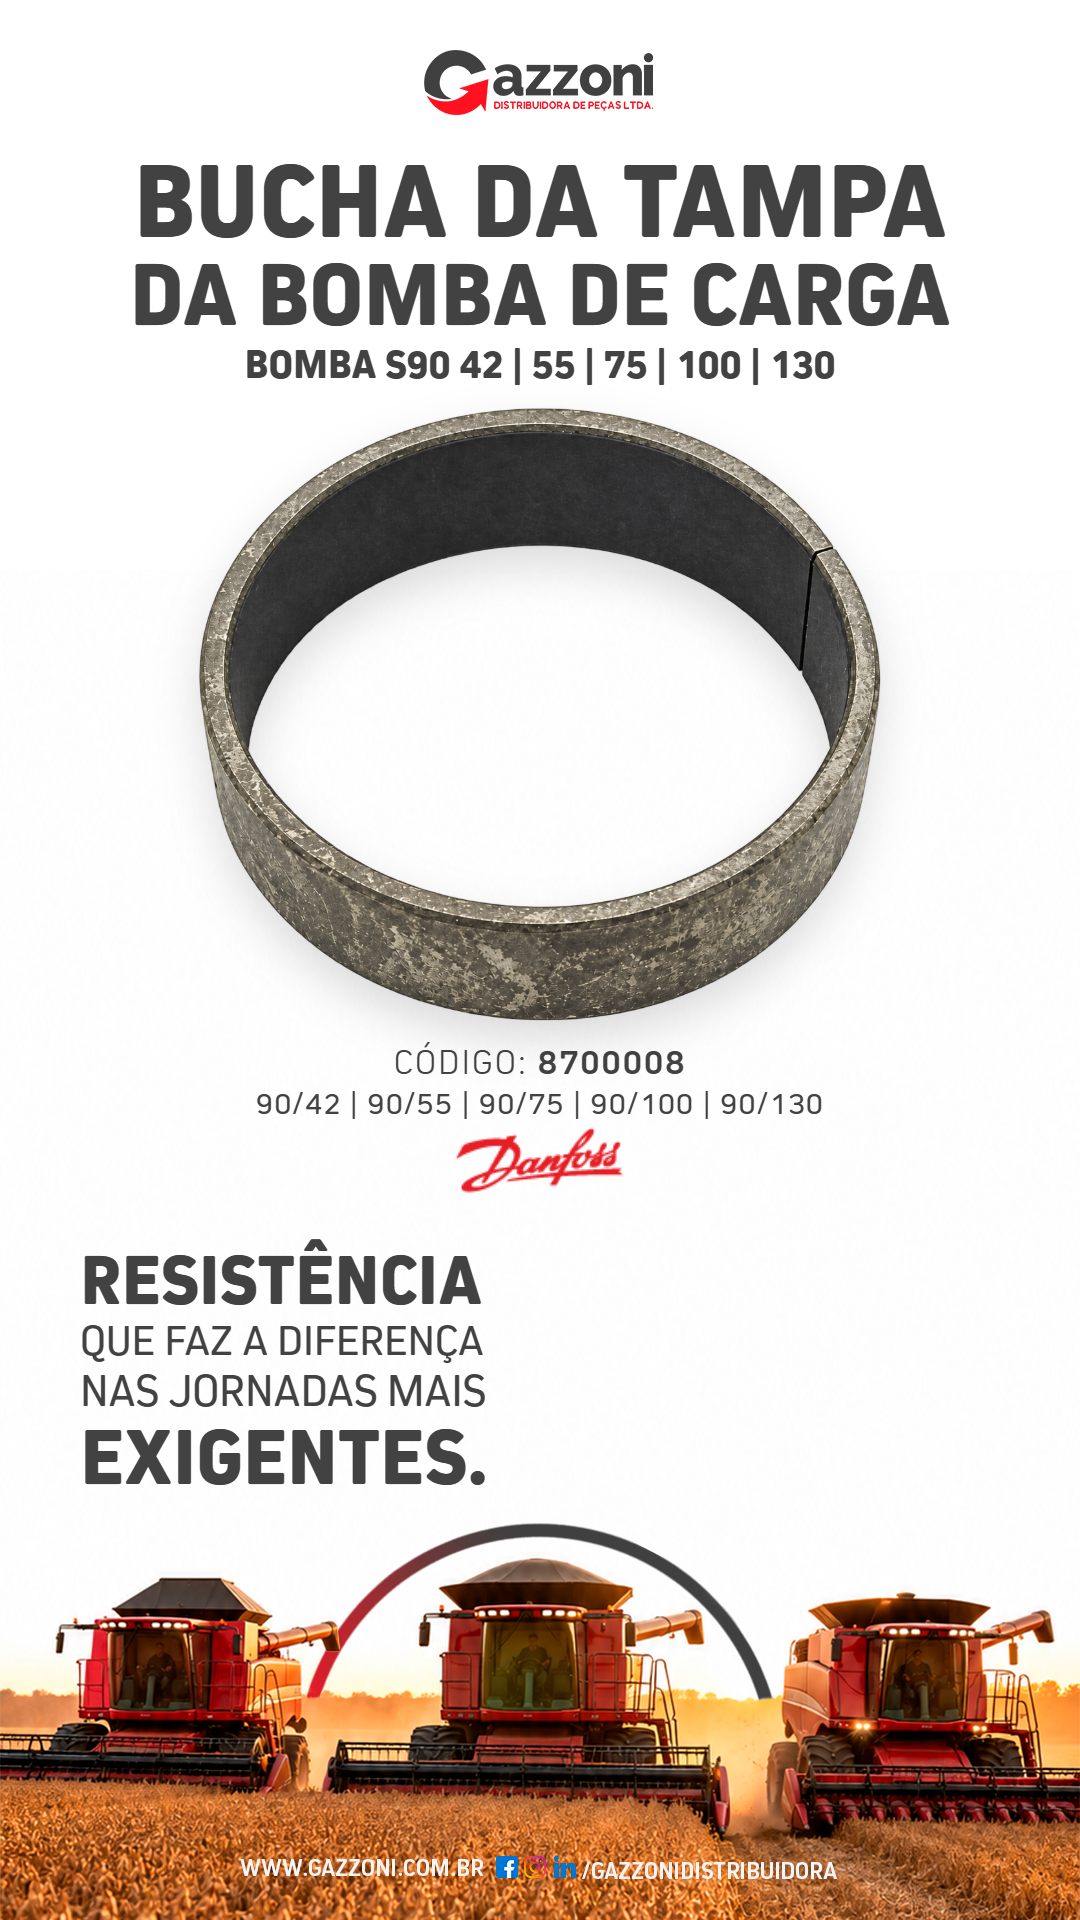 Gazzoni
DISTRIBUIDORA DE PEÇAS LTDA.
BUCHA DA TAMPA
DA BOMBA DE CARGA
BOMBA S90 42 | 55 | 75 | 100 | 130
CÓDIGO: 8700008
90/42 | 90/55 | 90/75 | 90/100 | 90/130
Danfoss
RESISTÊNCIA
QUE FAZ A DIFERENÇA
NAS JORNADAS MAIS
EXIGENTES.
WWW.GAZZONI.COM.BR /GAZZONIDISTRIBUIDORA